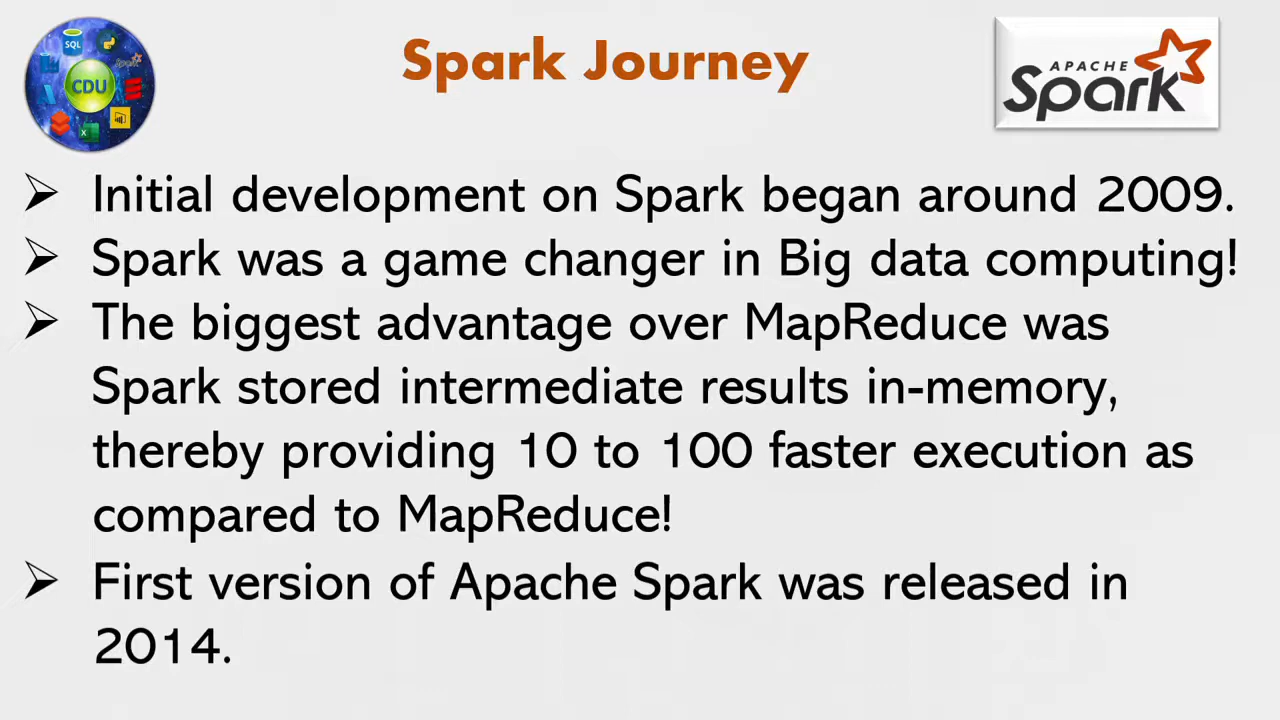 SQL
Spark
CDU
Spark Journey
APACHE
Spark
➢ Initial development on Spark began around 2009.
➢ Spark was a game changer in Big data computing!
➢ The biggest advantage over MapReduce was
Spark stored intermediate results in-memory,
thereby providing 10 to 100 faster execution as
compared to MapReduce!
➢ First version of Apache Spark was released in
2014.